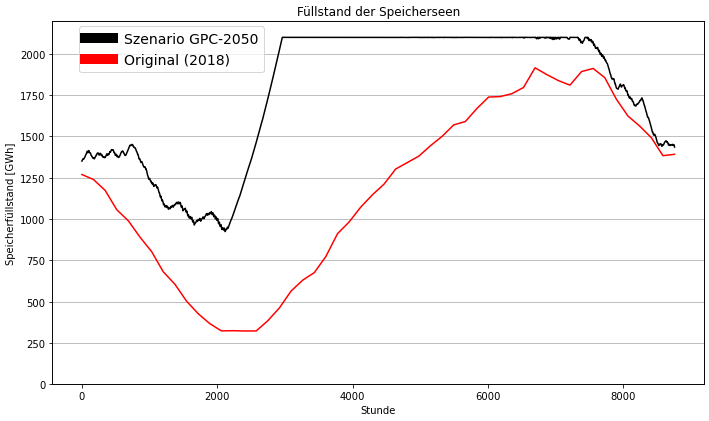 Füllstand der Speicherseen
Szenario GPC-2050
Original (2018)
Speicherfüllstand [GWh]
2000
1750
1500
1250
1000
750
500
250
0
0 2000 4000 6000 8000
Stunde